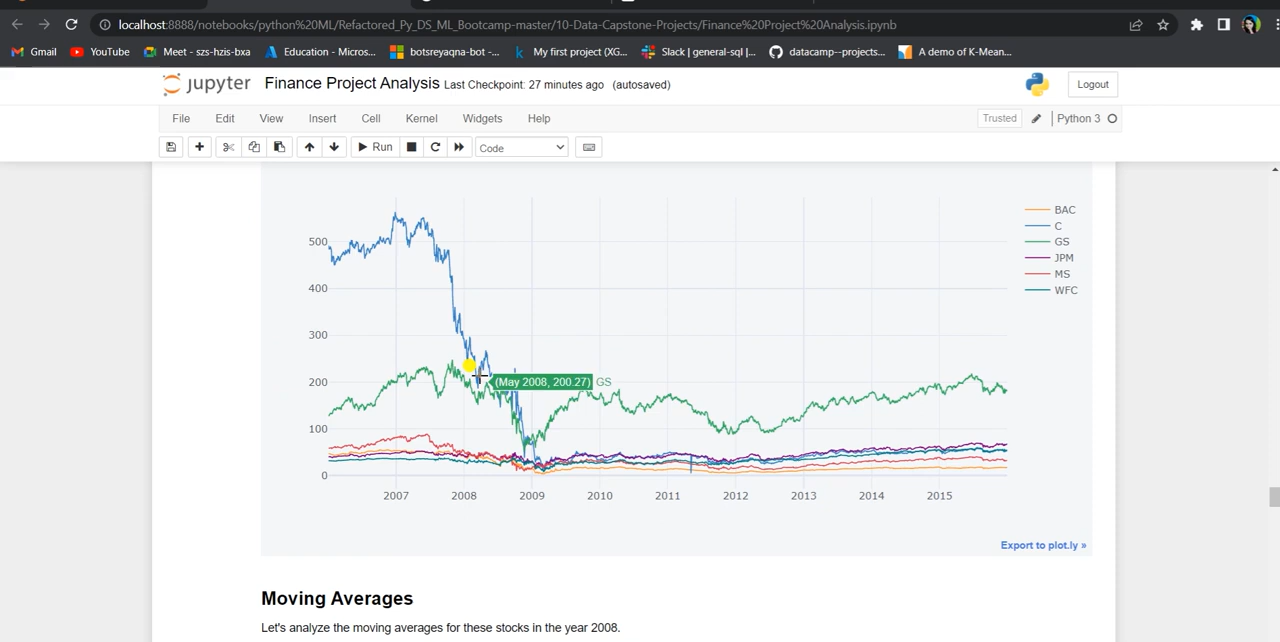 localhost:8888/notebooks/python%20ML/Refactored_Py_DS_ML_Bootcamp-master/10-Data-Capstone-Projects/Finance%20Project%20Analysis.ipynb
Gmail YouTube Meet - szs-hzis-bxa Education - Micros... botsreyaqna-bot -... My first project (XG... Slack | general-sql |... datacamp--projects... A demo of K-Mean...
jupyter Finance Project Analysis Last Checkpoint: 27 minutes ago (autosaved) Logout
File Edit View Insert Cell Kernel Widgets Help Trusted Python 3
Run Code
BAC
C
GS
JPM
MS
WFC
500
400
300
200
100
0
(May 2008, 200.27) GS
2007 2008 2009 2010 2011 2012 2013 2014 2015
Export to plot.ly »
Moving Averages
Let's analyze the moving averages for these stocks in the year 2008.